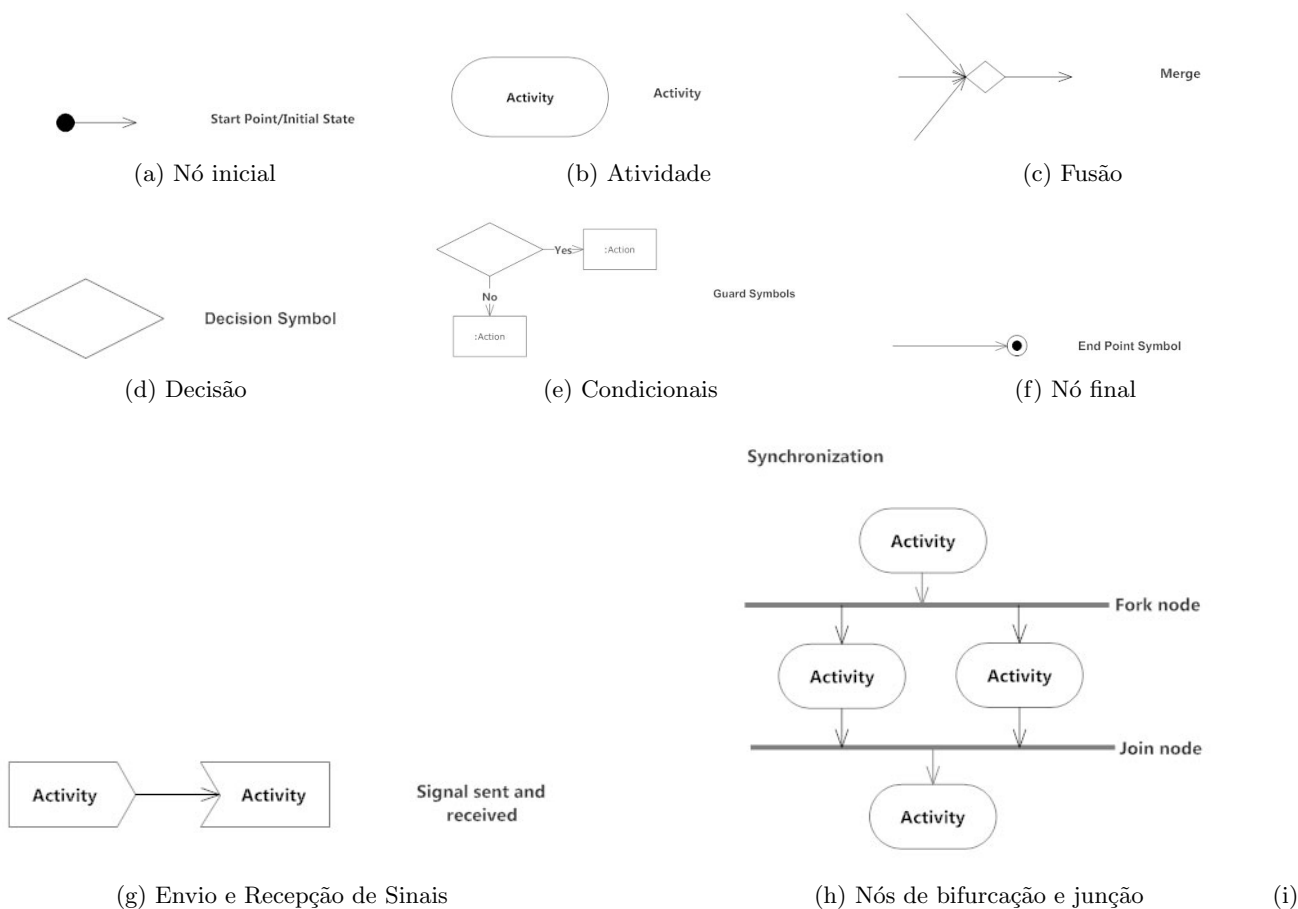 Start Point/Initial State
(a) Nó inicial
Activity
Activity
(b) Atividade
Merge
(c) Fusão
Decision Symbol
(d) Decisão
Yes
:Action
No
:Action
Guard Symbols
(e) Condicionais
End Point Symbol
(f) Nó final
Activity
Activity
Signal sent and
received
(g) Envio e Recepção de Sinais
Synchronization
Activity
Fork node
Activity
Activity
Join node
Activity
(h) Nós de bifurcação e junção
(i)